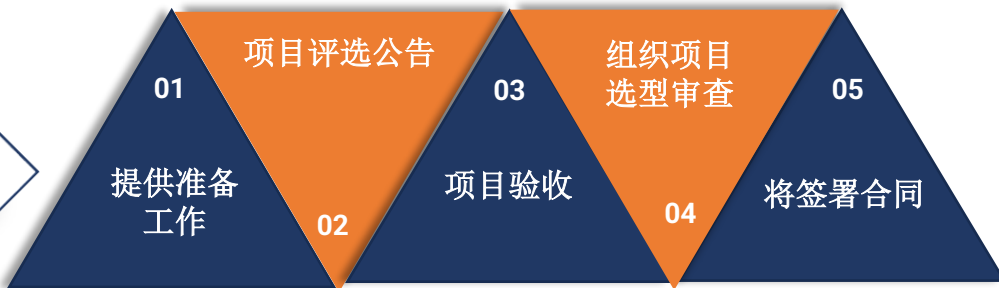 01
提供准备
工作
项目评选公告
02
03
项目验收
组织项目
选型审查
04
05
将签署合同